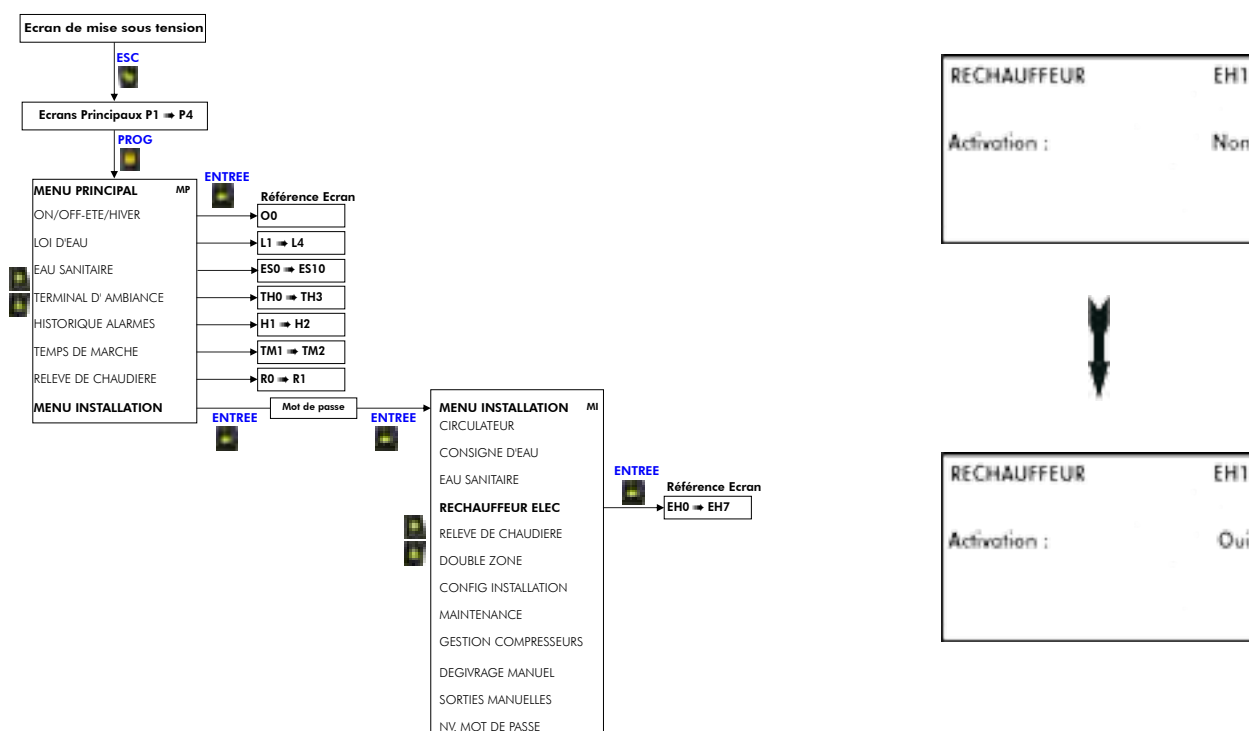 Ecran de mise sous tension
ESC
Ecrans Principaux P1 ➠ P4
PROG
MENU PRINCIPAL MP
ENTREE
Référence Ecran
ON/OFF-ETE/HIVER
O0
LOI D'EAU
L1 ➠ L4
EAU SANITAIRE
ES0 ➠ ES10
TERMINAL D' AMBIANCE
TH0 ➠ TH3
HISTORIQUE ALARMES
H1 ➠ H2
TEMPS DE MARCHE
TM1 ➠ TM2
RELEVE DE CHAUDIERE
R0 ➠ R1
MENU INSTALLATION
ENTREE
Mot de passe
ENTREE
MENU INSTALLATION MI
CIRCULATEUR
CONSIGNE D'EAU
EAU SANITAIRE
RECHAUFFEUR ELEC
ENTREE
Référence Ecran
EH0 ➠ EH7
RELEVE DE CHAUDIERE
DOUBLE ZONE
CONFIG INSTALLATION
MAINTENANCE
GESTION COMPRESSEURS
DEGIVRAGE MANUEL
SORTIES MANUELLES
NV. MOT DE PASSE
RECHAUFFEUR EH1
Activation : Non
RECHAUFFEUR EH1
Activation : Oui